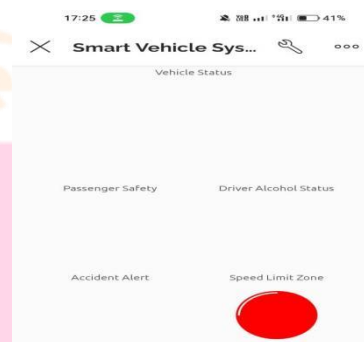 17:25 41%
Smart Vehicle Sys...
Vehicle Status
Passenger Safety Driver Alcohol Status
Accident Alert Speed Limit Zone